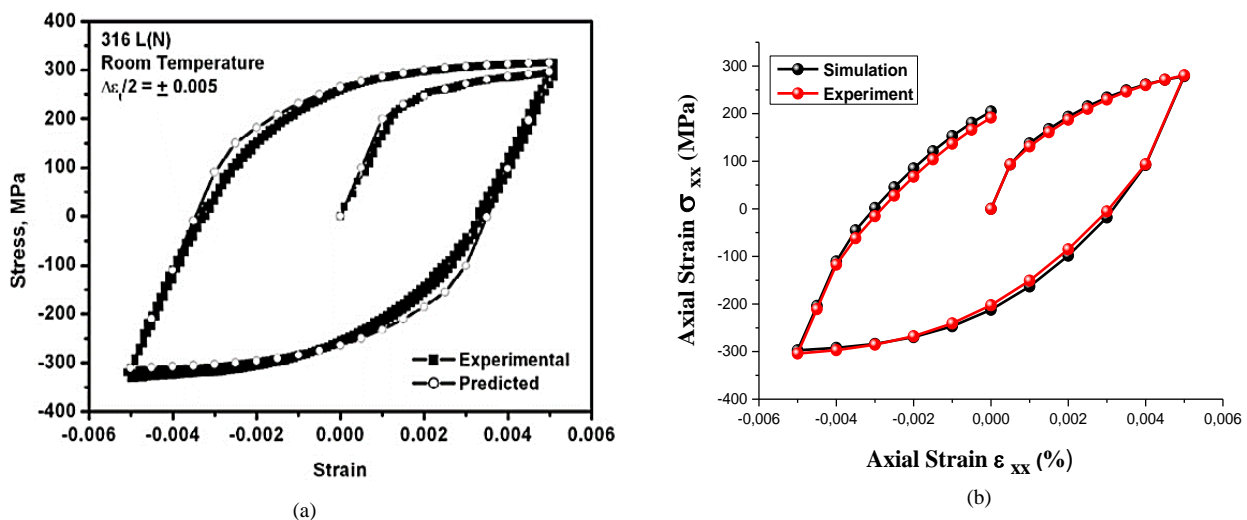 316 L(N)
Room Temperature
Δεt/2 = ± 0.005
400
300
200
100
0
-100
-200
-300
-400
Stress, MPa
Experimental
Predicted
-0.006
-0.004
-0.002
0.000
0.002
0.004
0.006
Strain
(a)
Simulation
Experiment
400
300
200
100
0
-100
-200
-300
-400
Axial Strain σ xx (MPa)
-0,006
-0,004
-0,002
0,000
0,002
0,004
0,006
Axial Strain ε xx (%)
(b)